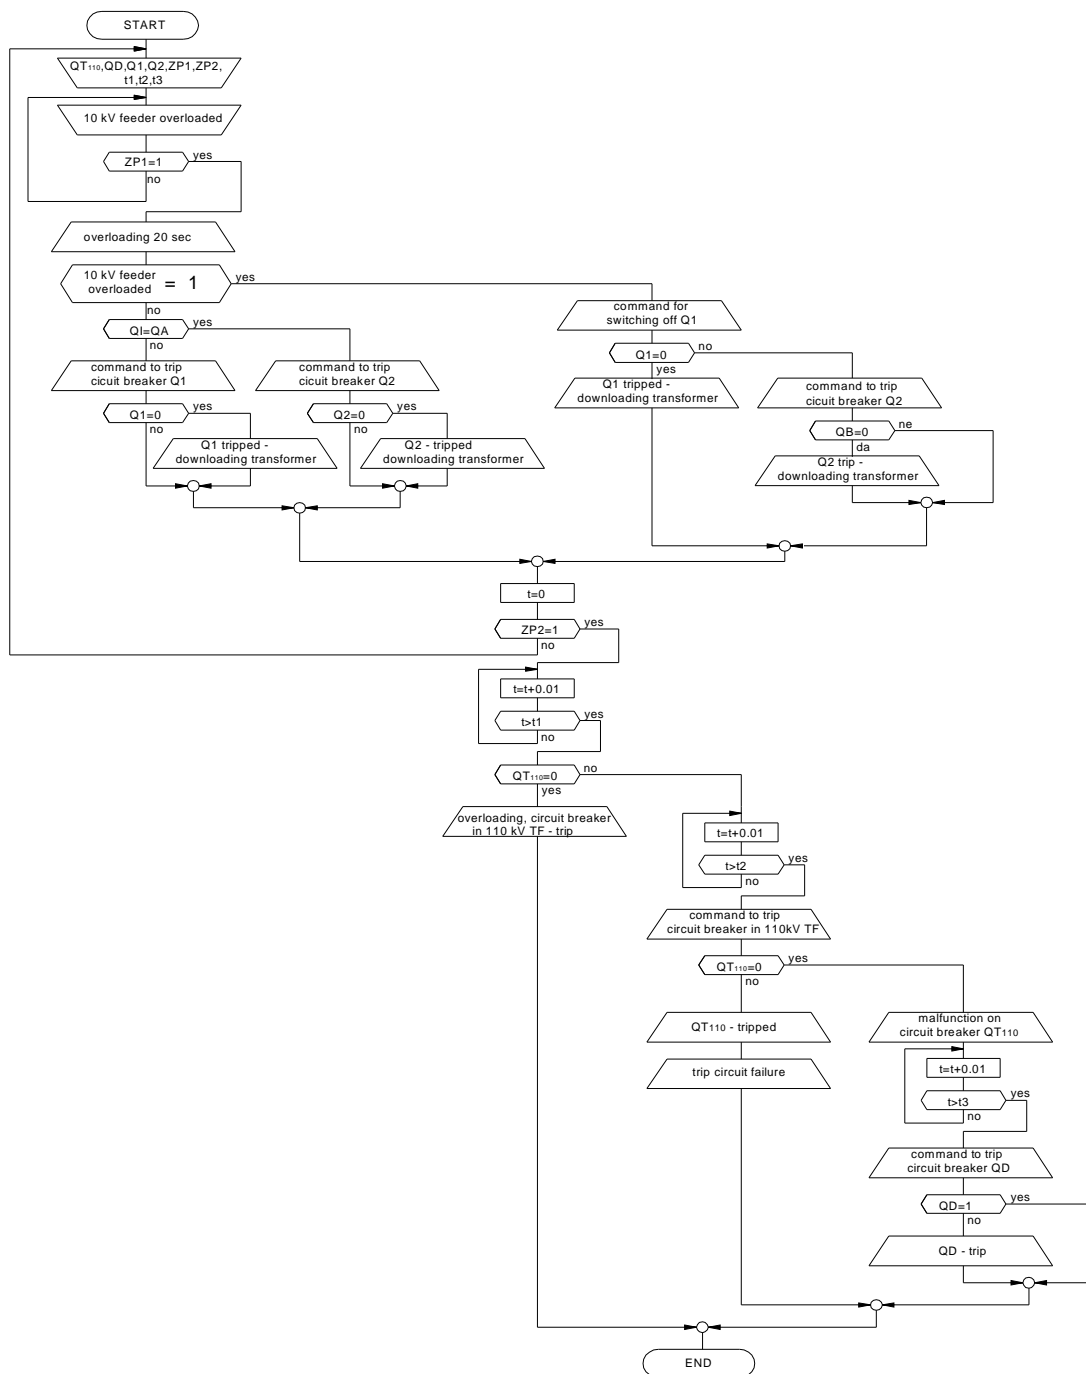 START
QT110,QD,Q1,Q2,ZP1,ZP2,
t1,t2,t3
10 kV feeder overloaded
ZP1=1
yes
no
overloading 20 sec
10 kV feeder
overloaded = 1
yes
no
QI=QA
yes
no
command to trip
cicuit breaker Q1
Q1=0
yes
no
Q1 tripped -
downloading transformer
command to trip
cicuit breaker Q2
Q2=0
yes
no
Q2 - tripped
downloading transformer
command for
switching off Q1
Q1=0
no
yes
Q1 tripped -
downloading transformer
command to trip
cicuit breaker Q2
QB=0
ne
da
Q2 trip -
downloading transformer
t=0
ZP2=1
yes
no
t=t+0.01
t>t1
yes
no
QT110=0
no
yes
overloading, circuit breaker
in 110 kV TF - trip
t=t+0.01
t>t2
yes
no
command to trip
circuit breaker in 110kV TF
QT110=0
yes
no
QT110 - tripped
trip circuit failure
malfunction on
circuit breaker QT110
t=t+0.01
t>t3
yes
no
command to trip
circuit breaker QD
QD=1
yes
no
QD - trip
END